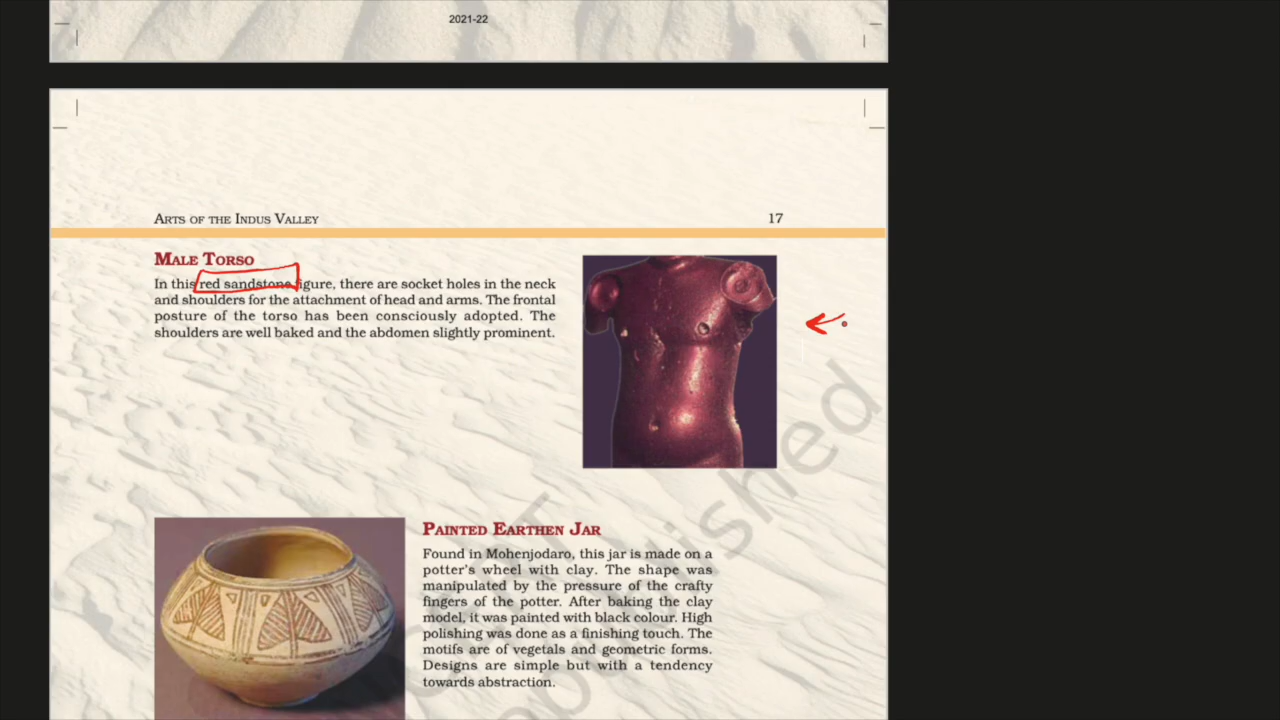 2021-22
ARTS OF THE INDUS VALLEY 17
MALE TORSO
In this red sandstone figure, there are socket holes in the neck
and shoulders for the attachment of head and arms. The frontal
posture of the torso has been consciously adopted. The
shoulders are well baked and the abdomen slightly prominent.
PAINTED EARTHEN JAR
Found in Mohenjodaro, this jar is made on a
potter's wheel with clay. The shape was
manipulated by the pressure of the crafty
fingers of the potter. After baking the clay
model, it was painted with black colour. High
polishing was done as a finishing touch. The
motifs are of vegetals and geometric forms.
Designs are simple but with a tendency
towards abstraction.